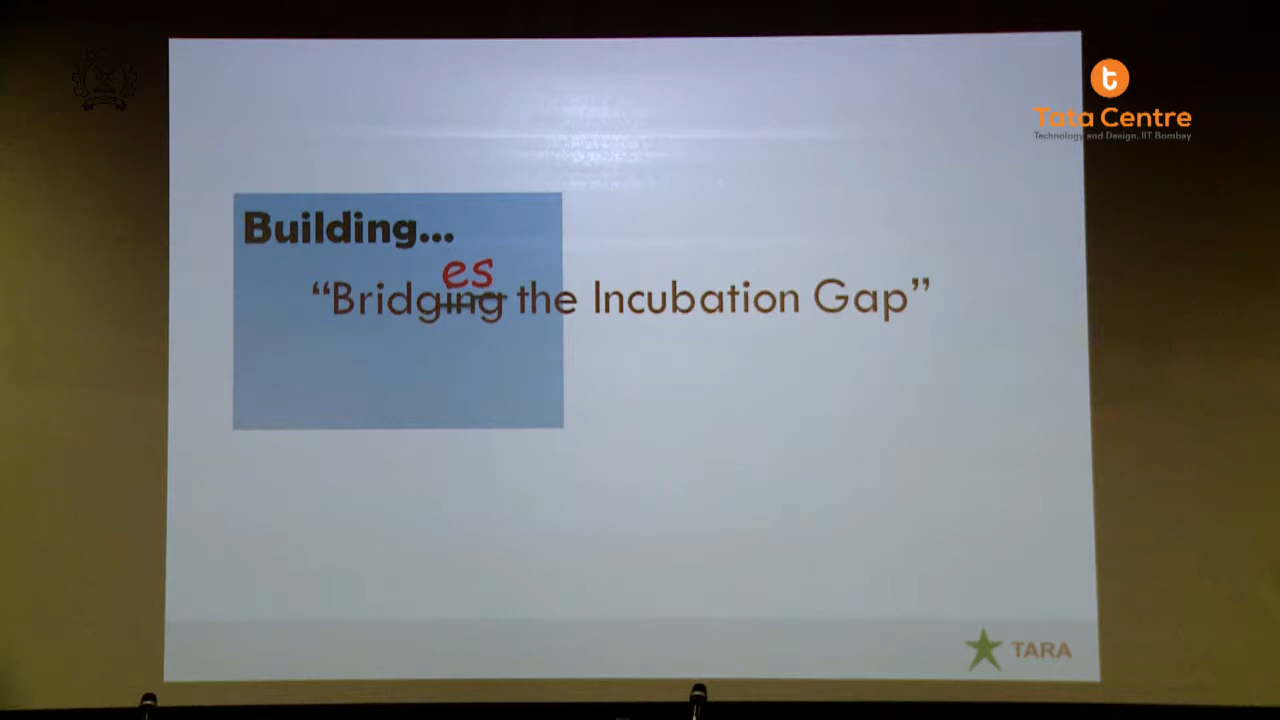 Tata Centre
Technology and Design, IIT Bombay
Building...
es
“Bridging the Incubation Gap”
TARA